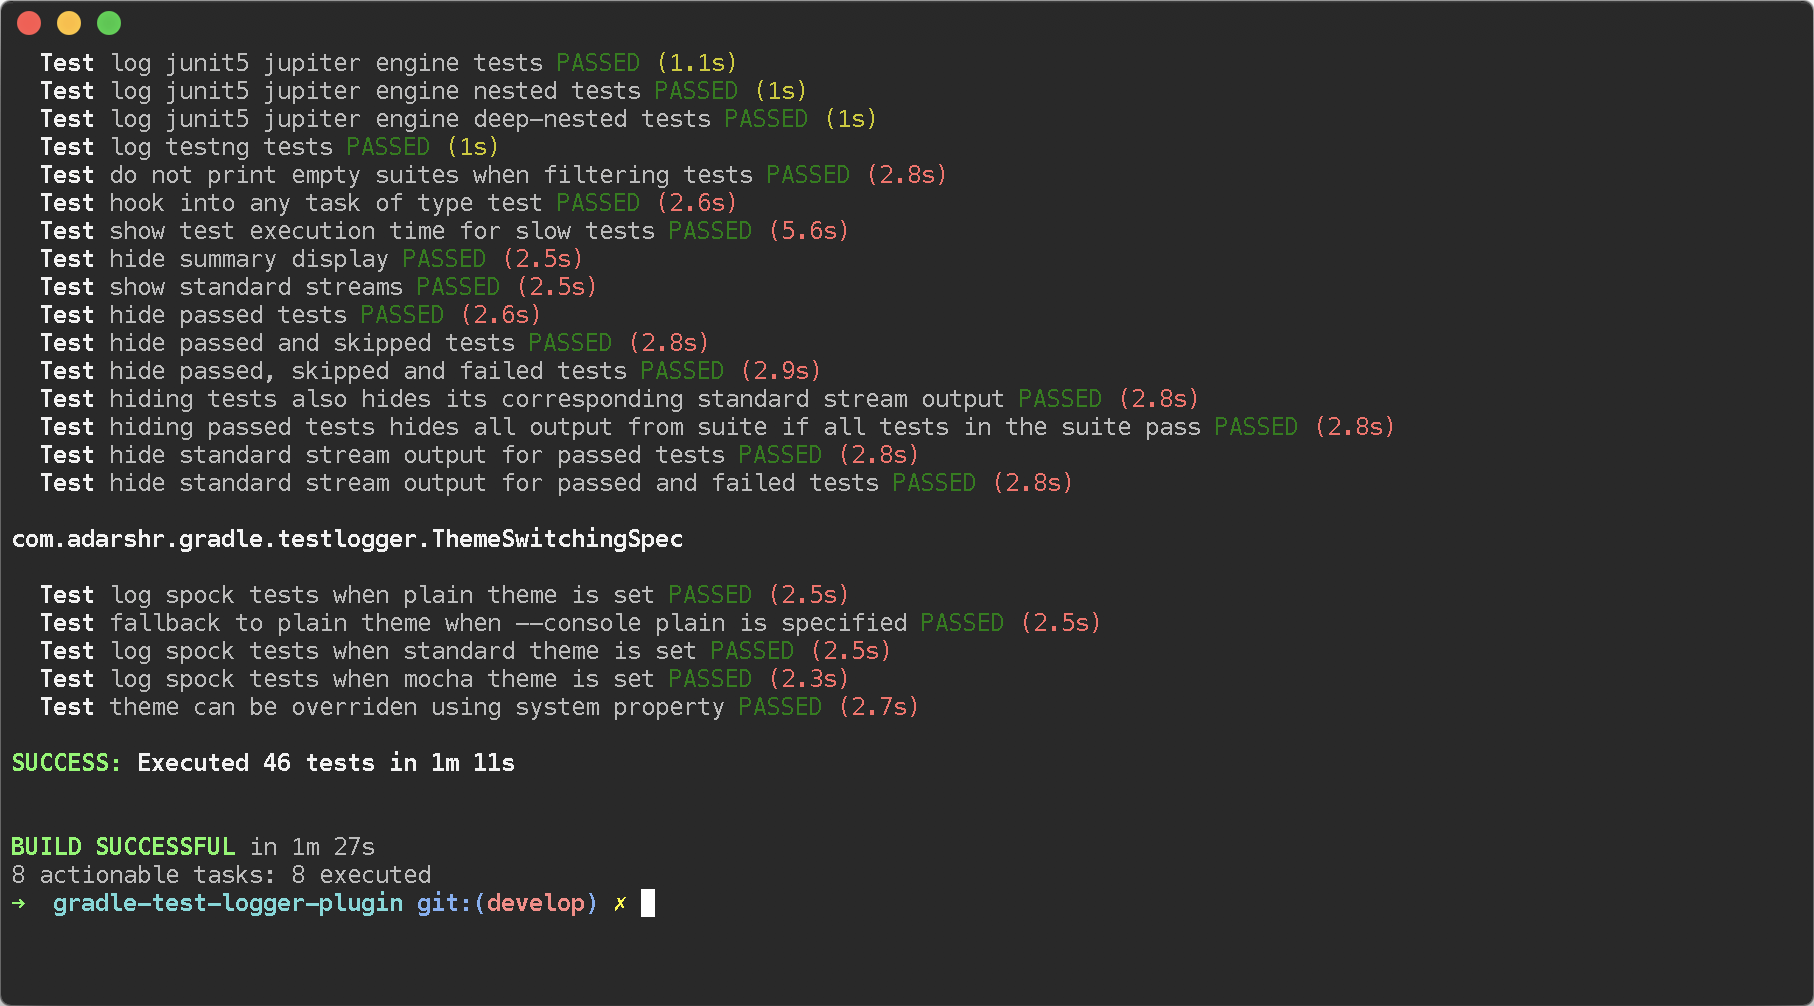 Test log junit5 jupiter engine tests PASSED (1.1s)
Test log junit5 jupiter engine nested tests PASSED (1s)
Test log junit5 jupiter engine deep-nested tests PASSED (1s)
Test log testng tests PASSED (1s)
Test do not print empty suites when filtering tests PASSED (2.8s)
Test hook into any task of type test PASSED (2.6s)
Test show test execution time for slow tests PASSED (5.6s)
Test hide summary display PASSED (2.5s)
Test show standard streams PASSED (2.5s)
Test hide passed tests PASSED (2.6s)
Test hide passed and skipped tests PASSED (2.8s)
Test hide passed, skipped and failed tests PASSED (2.9s)
Test hiding tests also hides its corresponding standard stream output PASSED (2.8s)
Test hiding passed tests hides all output from suite if all tests in the suite pass PASSED (2.8s)
Test hide standard stream output for passed tests PASSED (2.8s)
Test hide standard stream output for passed and failed tests PASSED (2.8s)
com.adarshr.gradle.testlogger.ThemeSwitchingSpec
Test log spock tests when plain theme is set PASSED (2.5s)
Test fallback to plain theme when --console plain is specified PASSED (2.5s)
Test log spock tests when standard theme is set PASSED (2.5s)
Test log spock tests when mocha theme is set PASSED (2.3s)
Test theme can be overriden using system property PASSED (2.7s)
SUCCESS: Executed 46 tests in 1m 11s
BUILD SUCCESSFUL in 1m 27s
8 actionable tasks: 8 executed
➜ gradle-test-logger-plugin git:(develop) ✗